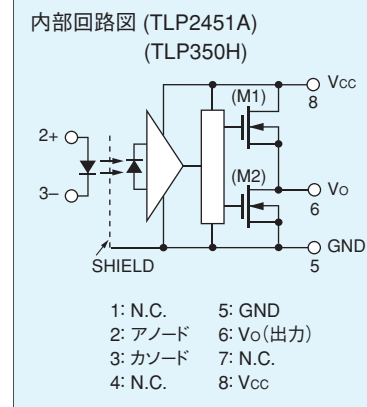 内部回路図 (TLP2451A)
(TLP350H)
(M1)
VCC
8
2+
(M2)
VO
3−
6
GND
SHIELD
5
1: N.C.
2: アノード
3: カソード
4: N.C.
5: GND
6: VO(出力)
7: N.C.
8: VCC